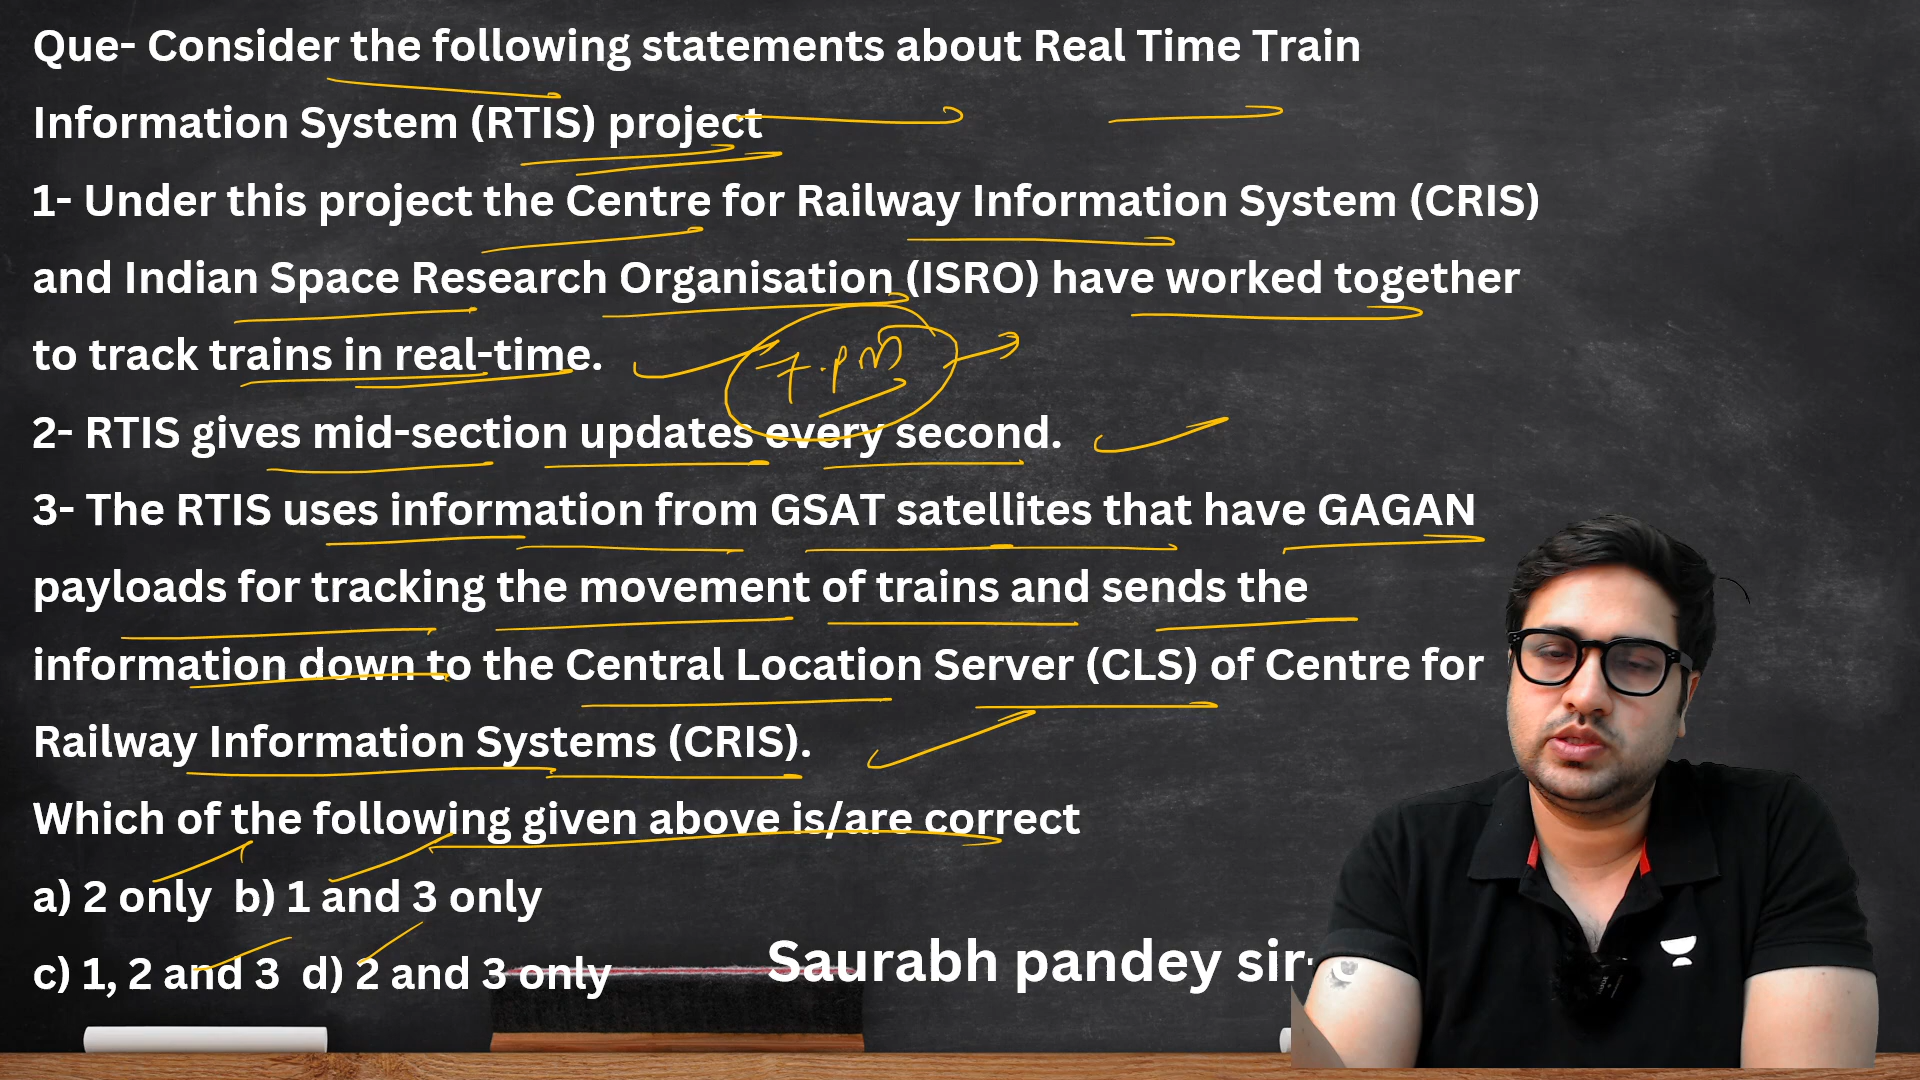 Que- Consider the following statements about Real Time Train
Information System (RTIS) project
1- Under this project the Centre for Railway Information System (CRIS)
and Indian Space Research Organisation (ISRO) have worked together
to track trains in real-time.
7.pm
2- RTIS gives mid-section updates every second.
3- The RTIS uses information from GSAT satellites that have GAGAN
payloads for tracking the movement of trains and sends the
information down to the Central Location Server (CLS) of Centre for
Railway Information Systems (CRIS).
Which of the following given above is/are correct
a) 2 only b) 1 and 3 only
c) 1, 2 and 3 d) 2 and 3 only
Saurabh pandey sir